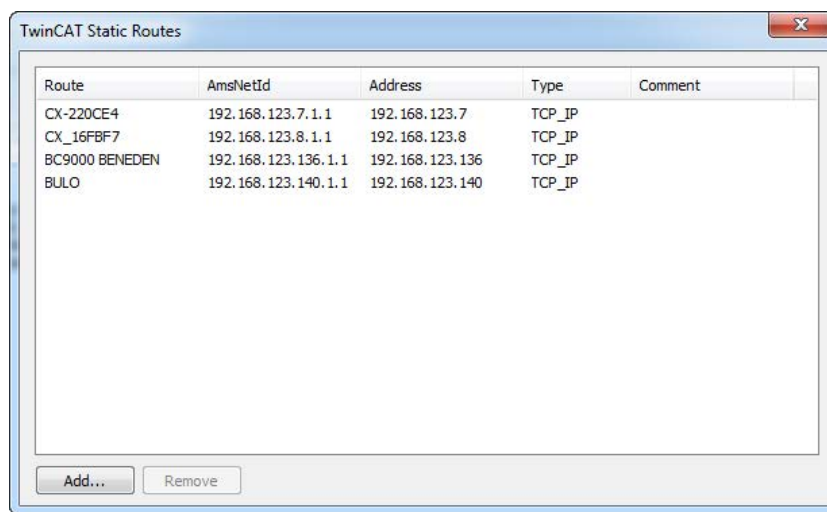 TwinCAT Static Routes
Route AmsNetId Address Type Comment
CX-220CE4 192.168.123.7.1.1 192.168.123.7 TCP_IP
CX_16FBF7 192.168.123.8.1.1 192.168.123.8 TCP_IP
BC9000 BENEDEN 192.168.123.136.1.1 192.168.123.136 TCP_IP
BULO 192.168.123.140.1.1 192.168.123.140 TCP_IP
Add... Remove